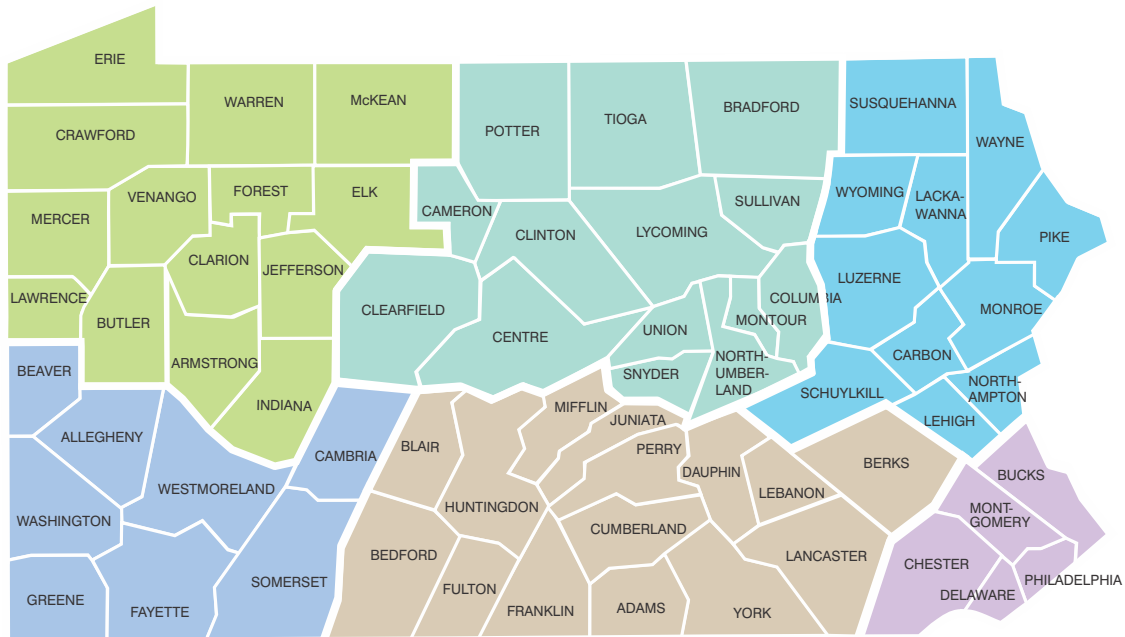 ERIE
WARREN
McKEAN
CRAWFORD
POTTER
TIOGA
BRADFORD
SUSQUEHANNA
WAYNE
VENANGO
FOREST
ELK
MERCER
CAMERON
CLINTON
LYCOMING
SULLIVAN
WYOMING
LACKA-
WANNA
PIKE
CLARION
JEFFERSON
LAWRENCE
BUTLER
CLEARFIELD
CENTRE
UNION
MONTOUR
COLUMBIA
LUZERNE
MONROE
ARMSTRONG
BEAVER
SNYDER
NORTH-
UMBER-
LAND
CARBON
SCHUYLKILL
NORTH-
AMPTON
LEHIGH
INDIANA
ALLEGHENY
CAMBRIA
BLAIR
MIFFLIN
JUNIATA
PERRY
DAUPHIN
LEBANON
BERKS
BUCKS
WESTMORELAND
WASHINGTON
HUNTINGDON
CUMBERLAND
MONT-
GOMERY
BEDFORD
LANCASTER
CHESTER
PHILADELPHIA
DELAWARE
SOMERSET
FULTON
GREENE
FAYETTE
FRANKLIN
ADAMS
YORK